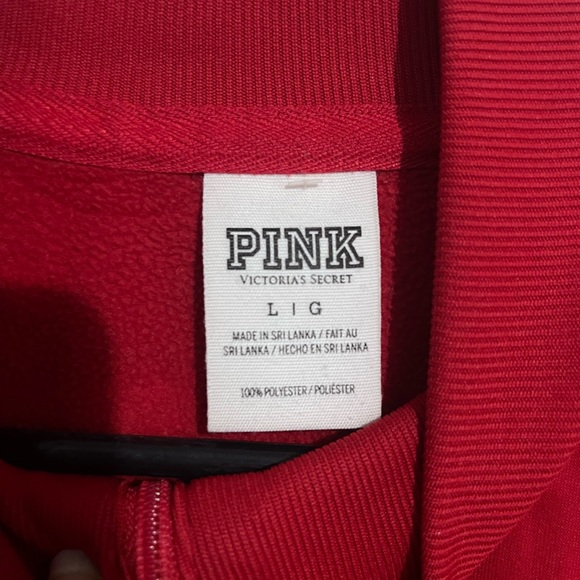 PINK
VICTORIA'S SECRET
L | G
MADE IN SRI LANKA / FAIT AU
SRI LANKA / HECHO EN SRI LANKA
100% POLYESTER / POLIÉSTER